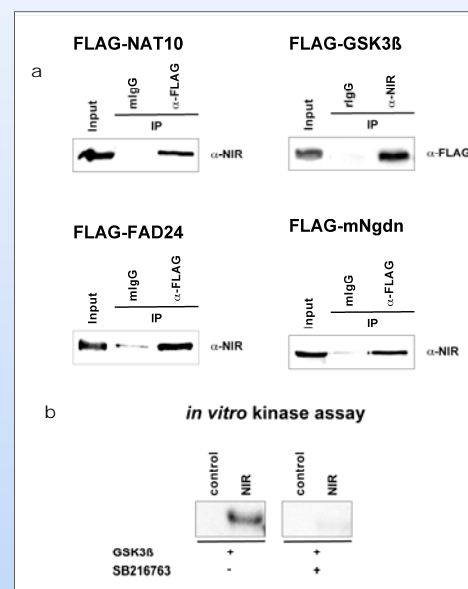 FLAG-NAT10
FLAG-GSK3ß
a
Input
mIgG
α-FLAG
IP
α-NIR
Input
rIgG
α-NIR
IP
α-FLAG
FLAG-FAD24
FLAG-mNgdn
Input
mIgG
α-FLAG
IP
α-NIR
Input
mIgG
α-FLAG
IP
α-NIR
b
in vitro kinase assay
control
NIR
control
NIR
GSK3ß + +
SB216763 - +